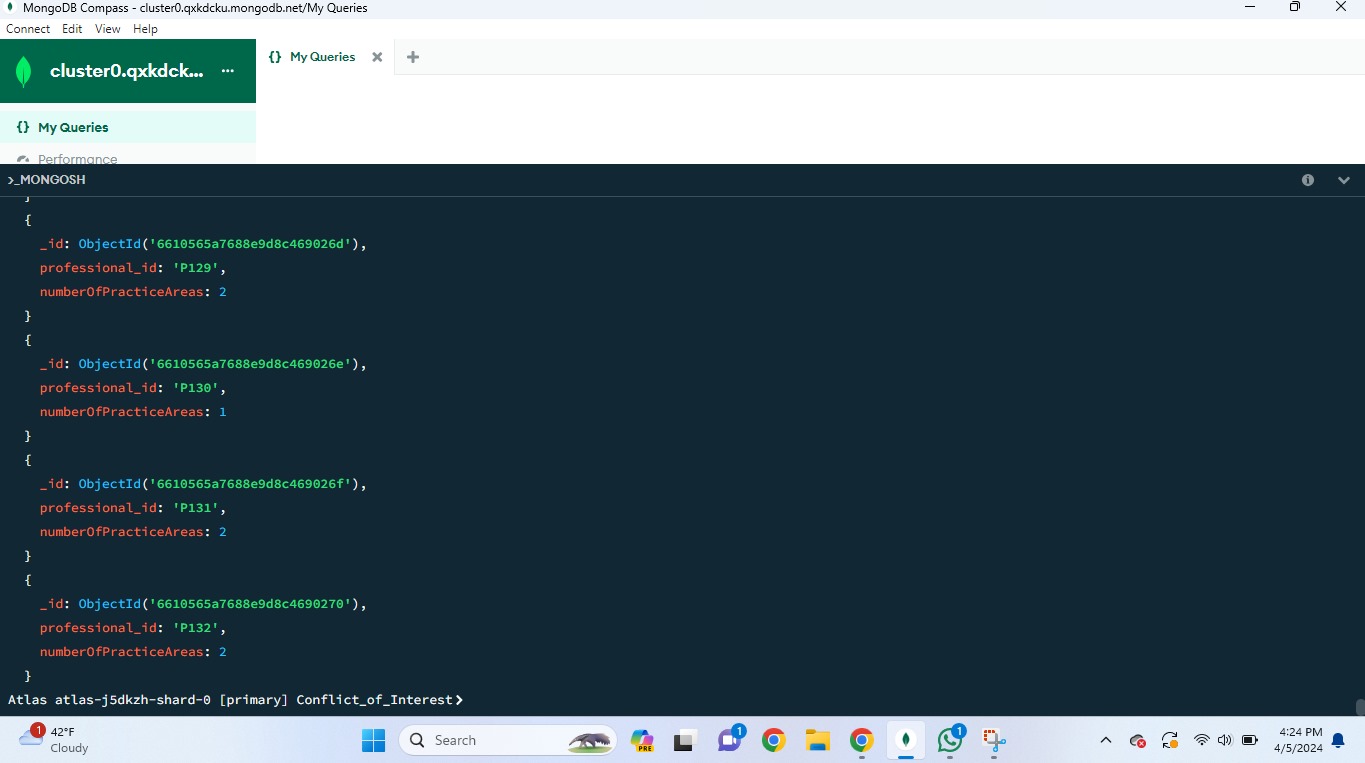 MongoDB Compass - cluster0.qxkdcku.mongodb.net/My Queries
Connect Edit View Help
cluster0.qxkdck... ···
{} My Queries
{} My Queries
Performance
>_MONGOSH
}
{
_id: ObjectId('6610565a7688e9d8c469026d'),
professional_id: 'P129',
numberOfPracticeAreas: 2
}
{
_id: ObjectId('6610565a7688e9d8c469026e'),
professional_id: 'P130',
numberOfPracticeAreas: 1
}
{
_id: ObjectId('6610565a7688e9d8c469026f'),
professional_id: 'P131',
numberOfPracticeAreas: 2
}
{
_id: ObjectId('6610565a7688e9d8c4690270'),
professional_id: 'P132',
numberOfPracticeAreas: 2
}
Atlas atlas-j5dkzh-shard-0 [primary] Conflict_of_Interest>
1
42°F
Cloudy
Search
PRE
1
1
4:24 PM
4/5/2024